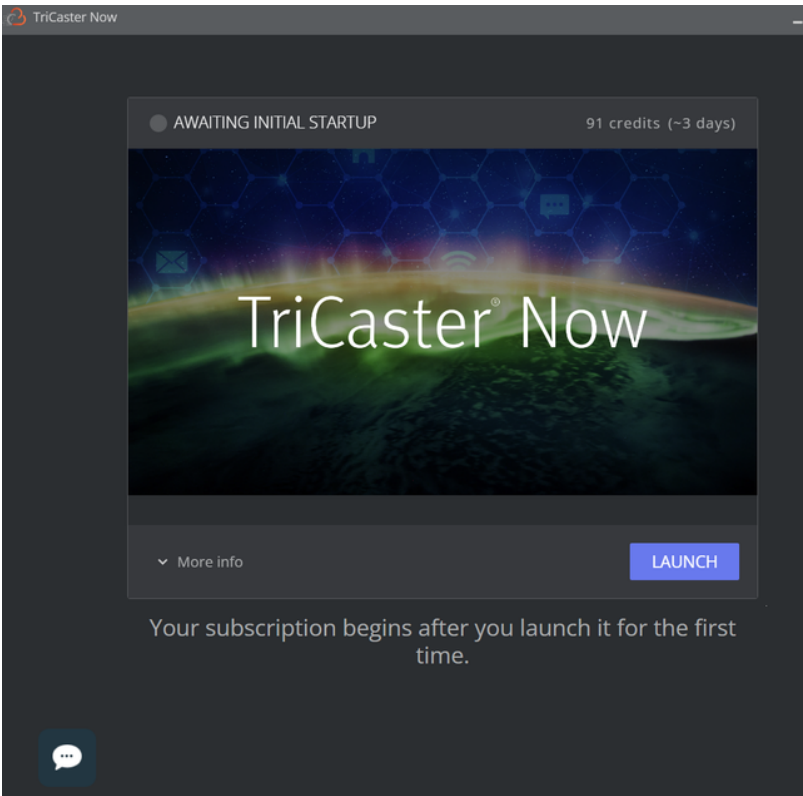 TriCaster Now
AWAITING INITIAL STARTUP
91 credits (~3 days)
TriCaster® Now
More info
LAUNCH
Your subscription begins after you launch it for the first
time.